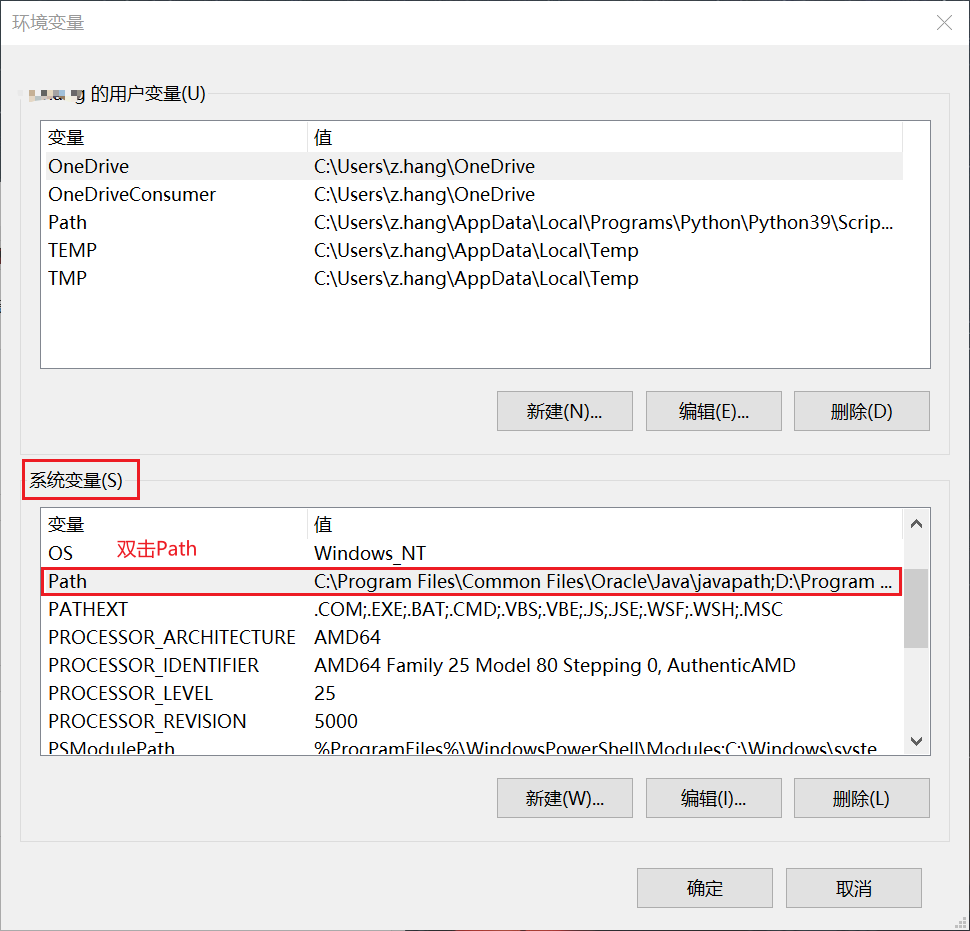 环境变量
的用户变量(U)
变量 值
OneDrive C:\Users\z.hang\OneDrive
OneDriveConsumer C:\Users\z.hang\OneDrive
Path C:\Users\z.hang\AppData\Local\Programs\Python\Python39\Scrip...
TEMP C:\Users\z.hang\AppData\Local\Temp
TMP C:\Users\z.hang\AppData\Local\Temp
新建(N)... 编辑(E)... 删除(D)
系统变量(S)
变量 值
双击Path
OS Windows_NT
Path C:\Program Files\Common Files\Oracle\Java\javapath;D:\Program ...
PATHEXT .COM;.EXE;.BAT;.CMD;.VBS;.VBE;.JS;.JSE;.WSF;.WSH;.MSC
PROCESSOR_ARCHITECTURE AMD64
PROCESSOR_IDENTIFIER AMD64 Family 25 Model 80 Stepping 0, AuthenticAMD
PROCESSOR_LEVEL 25
PROCESSOR_REVISION 5000
PSModulePath %ProgramFiles%\WindowsPowerShell\Modules;C:\Windows\syste
新建(W)... 编辑(I)... 删除(L)
确定 取消